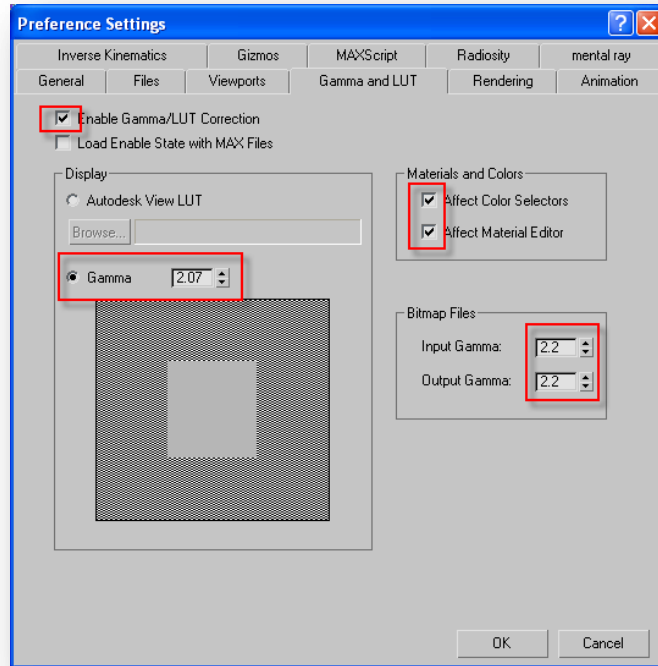 Preference Settings
Inverse Kinematics Gizmos MAXScript Radiosity mental ray
General Files Viewports Gamma and LUT Rendering Animation
Enable Gamma/LUT Correction
Load Enable State with MAX Files
Display
Autodesk View LUT
Browse...
Gamma 2.07
Materials and Colors
Affect Color Selectors
Affect Material Editor
Bitmap Files
Input Gamma: 2.2
Output Gamma: 2.2
OK Cancel